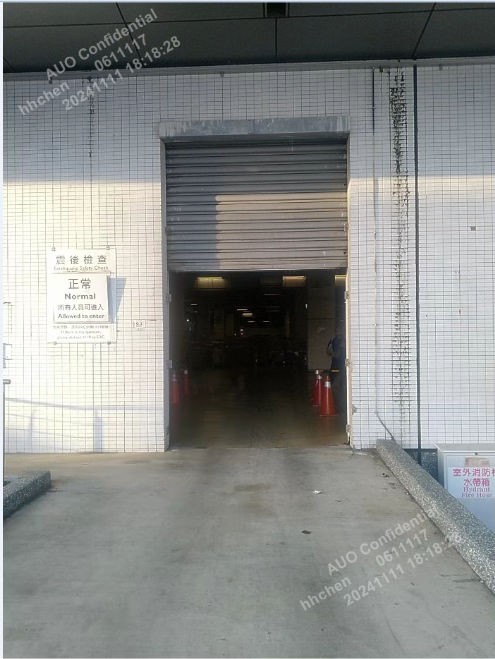 AUO Confidential
hhchen 0611117
20241111 18:18:28
震後檢查
Earthquake Safety Check
正常
Normal
所有人員可進入
Allowed to enter
室外消防栓
水帶箱
Hydrant
Fire Hose
AUO Confidential
hhchen 0611117
20241111 18:18:28